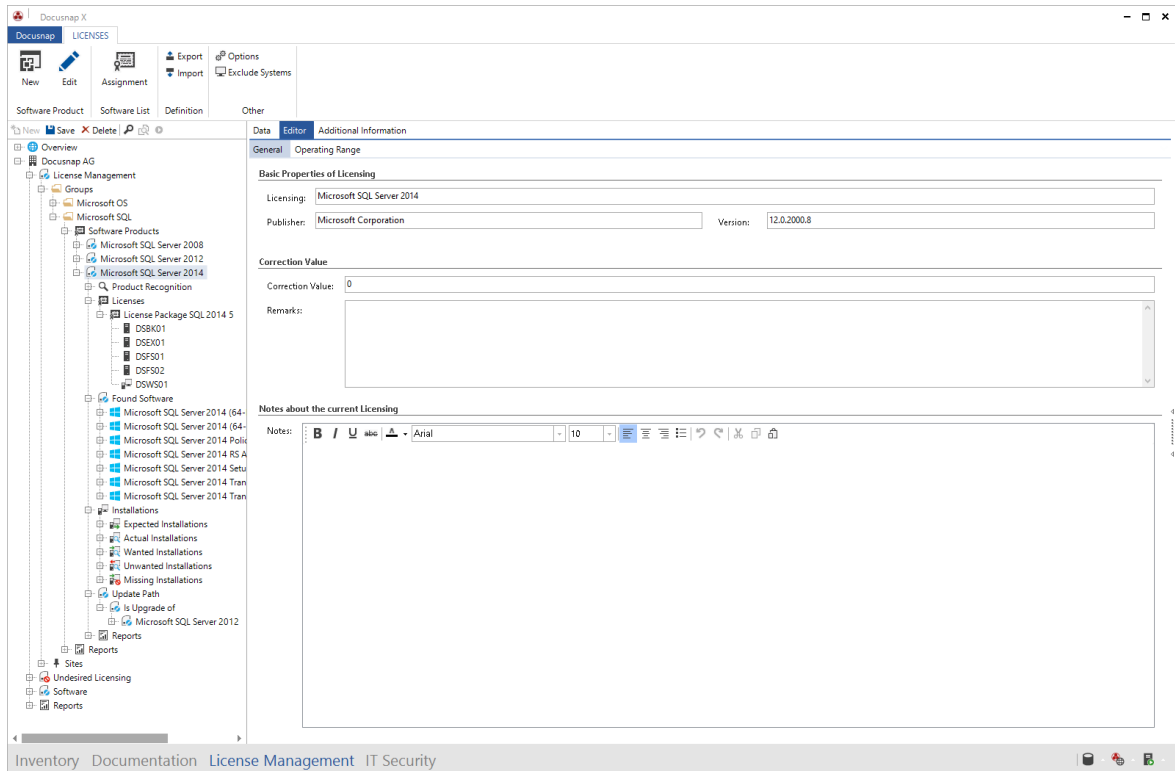 Docusnap X
Docusnap LICENSES
New Edit Assignment Export Import Options Exclude Systems
Software Product Software List Definition Other
New Save Delete
Overview
Docusnap AG
License Management
Groups
Microsoft OS
Microsoft SQL
Software Products
Microsoft SQL Server 2008
Microsoft SQL Server 2012
Microsoft SQL Server 2014
Product Recognition
Licenses
License Package SQL 2014 5
DSBK01
DSEX01
DSFS01
DSFS02
DSWS01
Found Software
Microsoft SQL Server 2014 (64-
Microsoft SQL Server 2014 (64-
Microsoft SQL Server 2014 Polic
Microsoft SQL Server 2014 RS A
Microsoft SQL Server 2014 Setu
Microsoft SQL Server 2014 Tran
Microsoft SQL Server 2014 Tran
Installations
Expected Installations
Actual Installations
Wanted Installations
Unwanted Installations
Missing Installations
Update Path
Is Upgrade of
Microsoft SQL Server 2012
Reports
Reports
Sites
Undesired Licensing
Software
Reports
Data Editor Additional Information
General Operating Range
Basic Properties of Licensing
Licensing: Microsoft SQL Server 2014
Publisher: Microsoft Corporation Version: 12.0.2000.8
Correction Value
Correction Value: 0
Remarks:
Notes about the current Licensing
Notes: B I U abc A Arial 10
Inventory Documentation License Management IT Security